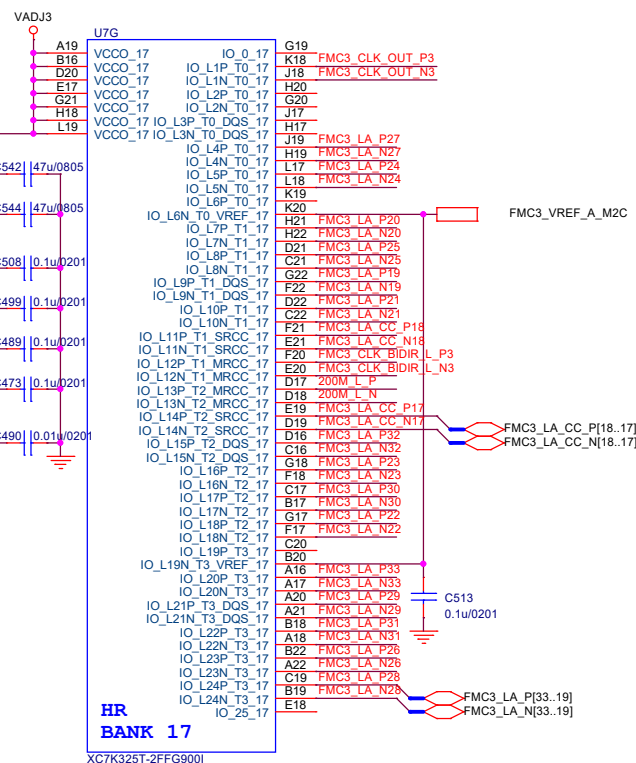 VADJ3
U7G
A19 VCCO_17 IO_0_17 G19
B16 VCCO_17 IO_L1P_T0_17 K18 FMC3_CLK_OUT_P3
D20 VCCO_17 IO_L1N_T0_17 J18 FMC3_CLK_OUT_N3
E17 VCCO_17 IO_L2P_T0_17 H20
G21 VCCO_17 IO_L2N_T0_17 G20
H18 VCCO_17 IO_L3P_T0_DQS_17 J17
L19 VCCO_17 IO_L3N_T0_DQS_17 H17
IO_L4P_T0_17 J19 FMC3_LA_P27
IO_L4N_T0_17 H19 FMC3_LA_N27
C542 47u/0805 IO_L5P_T0_17 L17 FMC3_LA_P24
IO_L5N_T0_17 L18 FMC3_LA_N24
IO_L6P_T0_17 K19
C544 47u/0805 IO_L6N_T0_VREF_17 K20 FMC3_VREF_A_M2C
IO_L7P_T1_17 H21 FMC3_LA_P20
IO_L7N_T1_17 H22 FMC3_LA_N20
IO_L8P_T1_17 D21 FMC3_LA_P25
C508 0.1u/0201 IO_L8N_T1_17 C21 FMC3_LA_N25
IO_L9P_T1_DQS_17 G22 FMC3_LA_P19
IO_L9N_T1_DQS_17 F22 FMC3_LA_N19
C499 0.1u/0201 IO_L10P_T1_17 D22 FMC3_LA_P21
IO_L10N_T1_17 C22 FMC3_LA_N21
IO_L11P_T1_SRCC_17 F21 FMC3_LA_CC_P18
C489 0.1u/0201 IO_L11N_T1_SRCC_17 E21 FMC3_LA_CC_N18
IO_L12P_T1_MRCC_17 F20 FMC3_CLK_BIDIR_L_P3
IO_L12N_T1_MRCC_17 E20 FMC3_CLK_BIDIR_L_N3
C473 0.1u/0201 IO_L13P_T2_MRCC_17 D17 200M_L_P
IO_L13N_T2_MRCC_17 D18 200M_L_N
IO_L14P_T2_SRCC_17 E19 FMC3_LA_CC_P17 FMC3_LA_CC_P[18..17]
IO_L14N_T2_SRCC_17 D19 FMC3_LA_CC_N17 FMC3_LA_CC_N[18..17]
C490 0.01u/0201 IO_L15P_T2_DQS_17 D16 FMC3_LA_P32
IO_L15N_T2_DQS_17 C16 FMC3_LA_N32
IO_L16P_T2_17 G18 FMC3_LA_P23
IO_L16N_T2_17 F18 FMC3_LA_N23
IO_L17P_T2_17 C17 FMC3_LA_P30
IO_L17N_T2_17 B17 FMC3_LA_N30
IO_L18P_T2_17 G17 FMC3_LA_P22
IO_L18N_T2_17 F17 FMC3_LA_N22
IO_L19P_T3_17 C20
IO_L19N_T3_VREF_17 B20
IO_L20P_T3_17 A16 FMC3_LA_P33
IO_L20N_T3_17 A17 FMC3_LA_N33
IO_L21P_T3_DQS_17 A20 FMC3_LA_P29 C513
IO_L21N_T3_DQS_17 A21 FMC3_LA_N29 0.1u/0201
IO_L22P_T3_17 B18 FMC3_LA_P31
IO_L22N_T3_17 A18 FMC3_LA_N31
IO_L23P_T3_17 B22 FMC3_LA_P26
IO_L23N_T3_17 A22 FMC3_LA_N26
IO_L24P_T3_17 C19 FMC3_LA_P28 FMC3_LA_P[33..19]
IO_L24N_T3_17 B19 FMC3_LA_N28 FMC3_LA_N[33..19]
IO_25_17 E18
HR
BANK 17
XC7K325T-2FFG900I